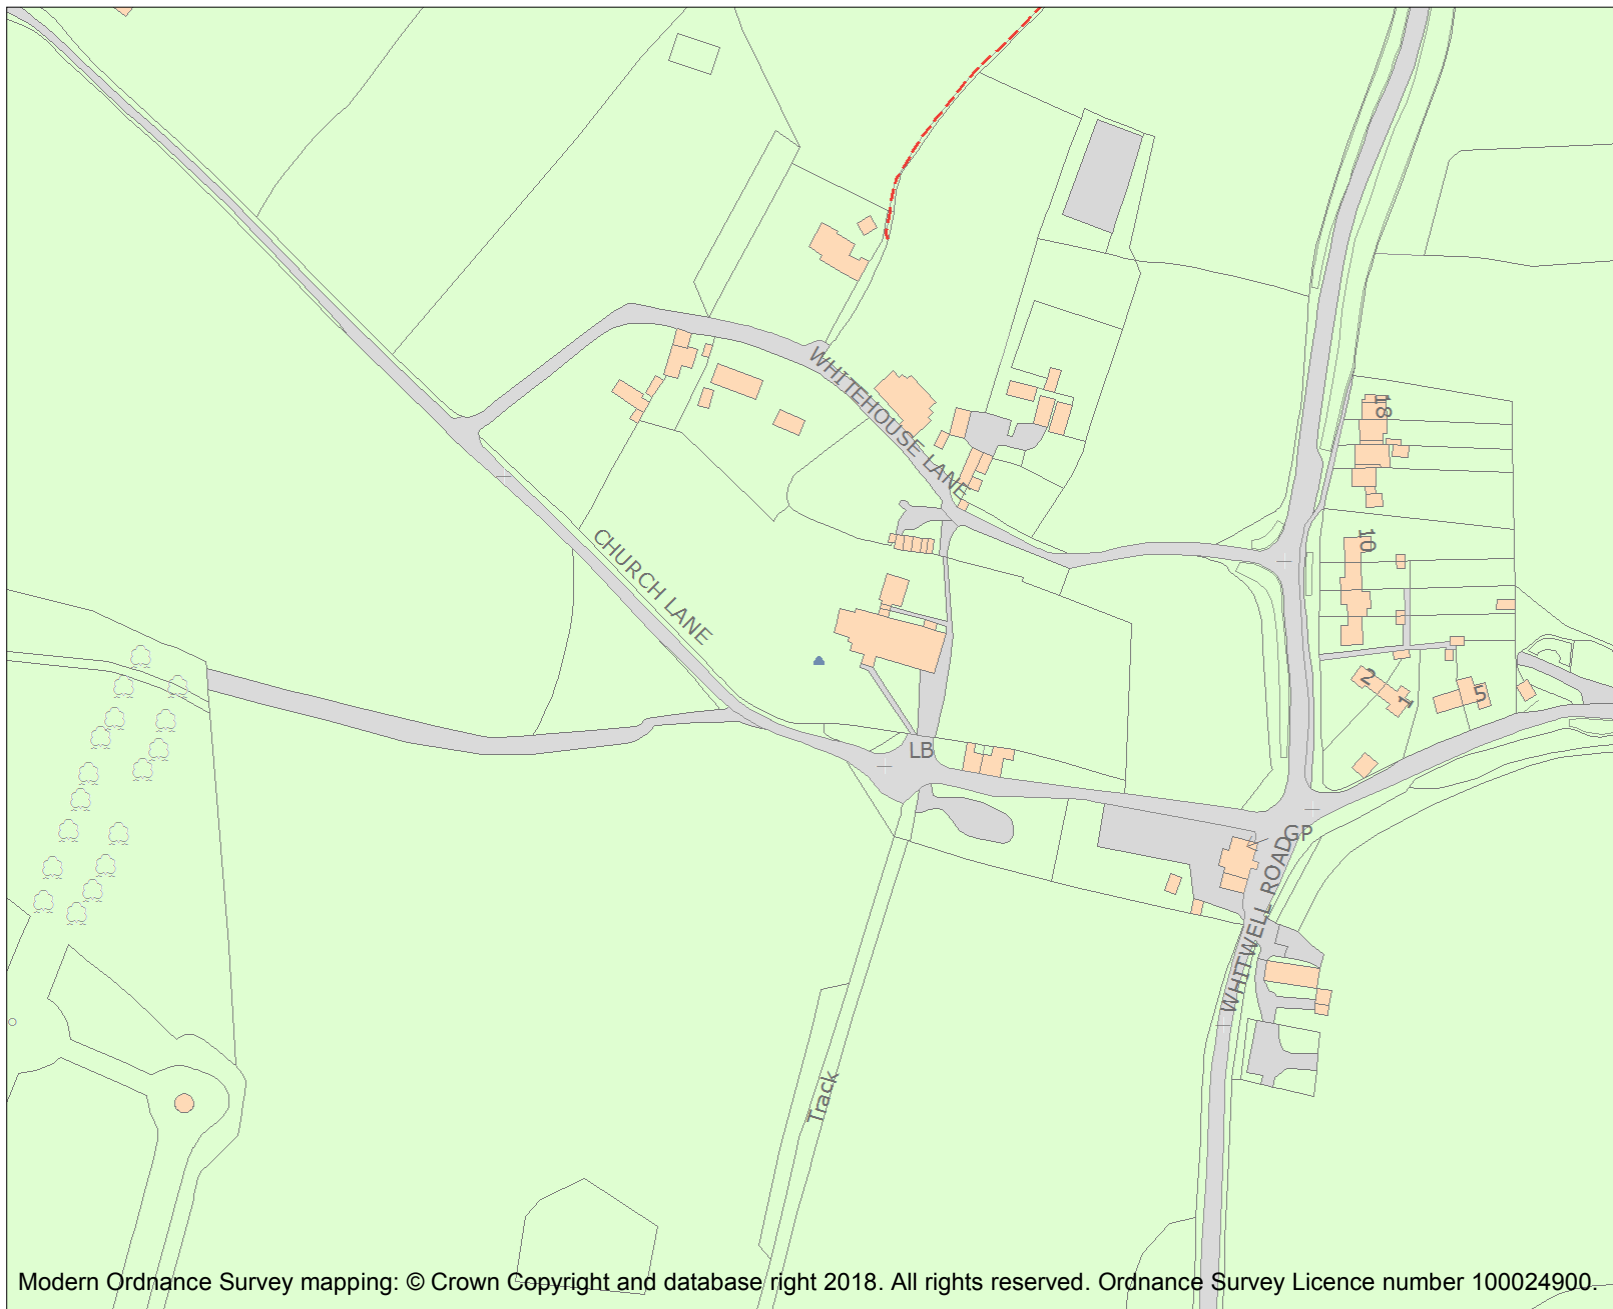 WHITEHOUSE LANE
18
10
CHURCH LANE
2
1
5
LB
GP
WHITWELL ROAD
Track
Modern Ordnance Survey mapping: © Crown Copyright and database right 2018. All rights reserved. Ordnance Survey Licence number 100024900.